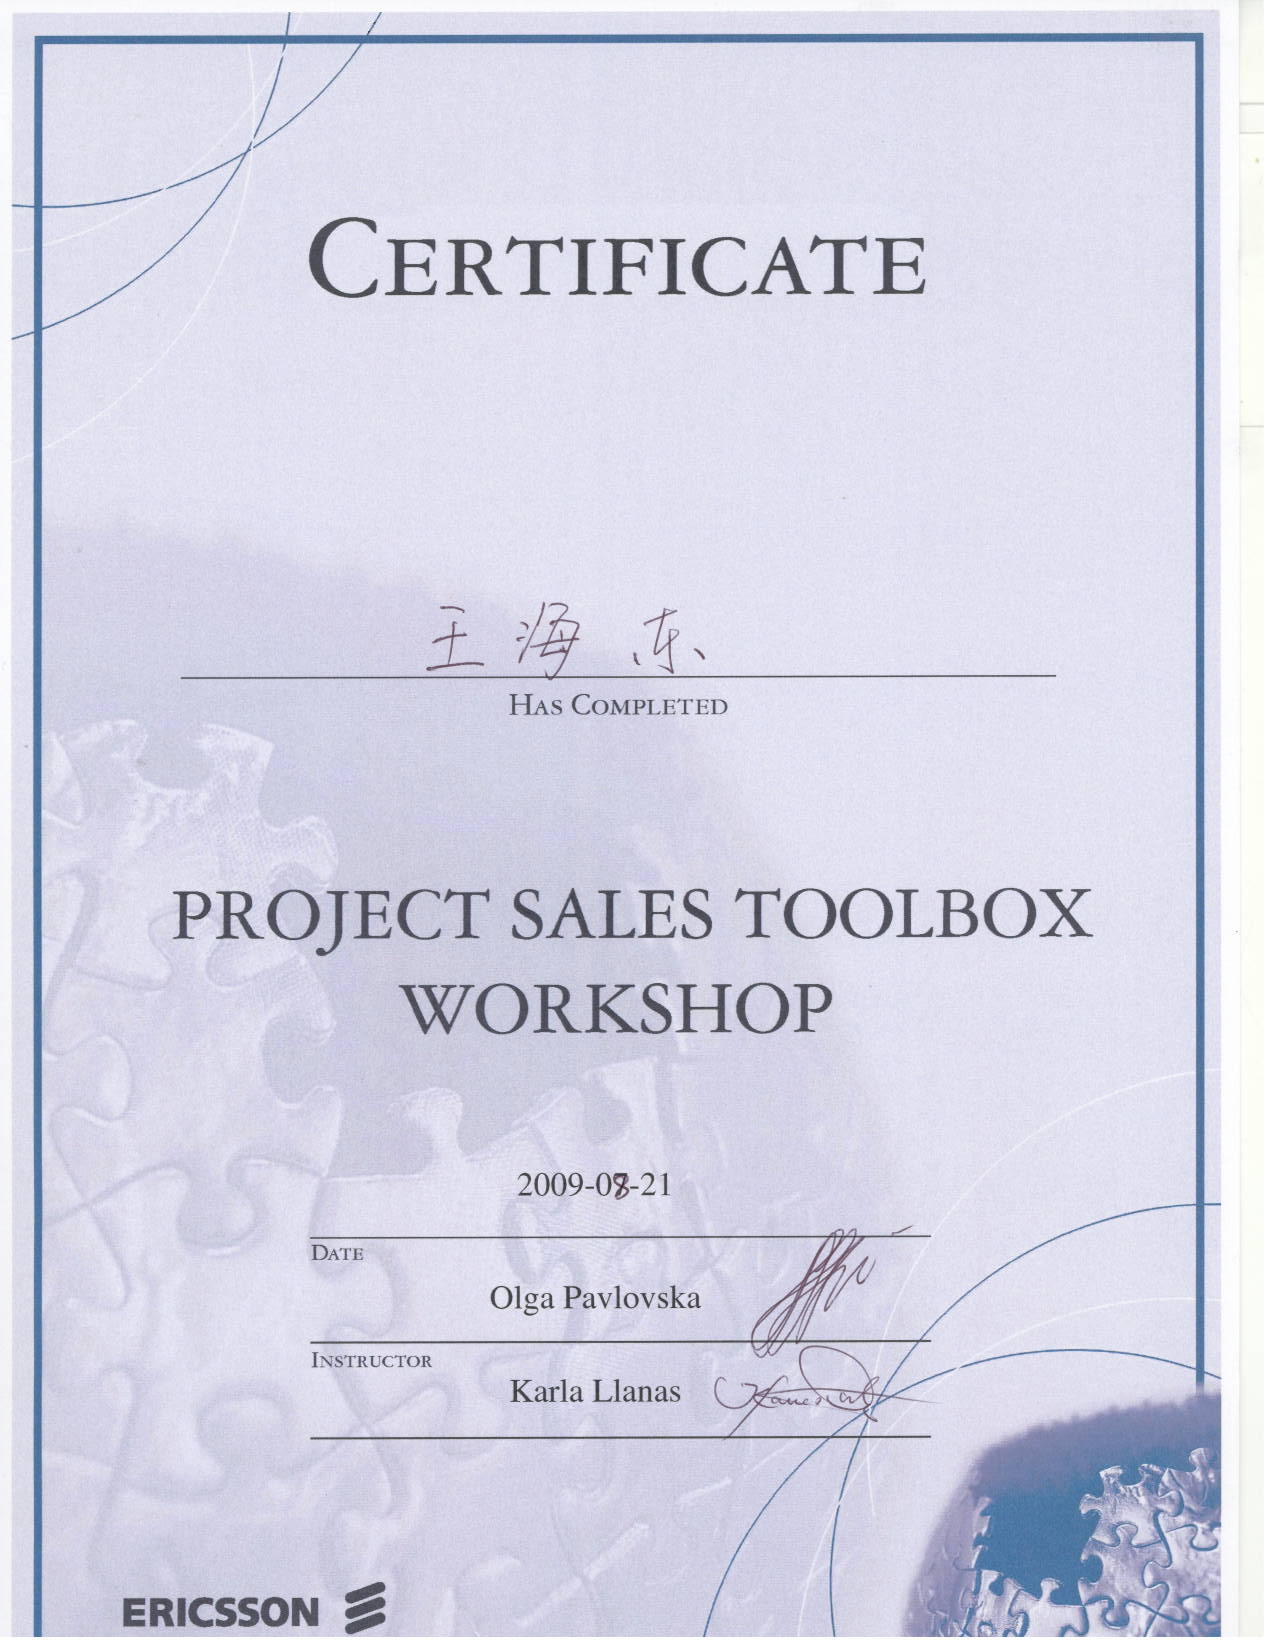 CERTIFICATE
王海东
HAS COMPLETED
PROJECT SALES TOOLBOX
WORKSHOP
2009-08-21
DATE
Olga Pavlovska
INSTRUCTOR
Karla Llanas
ERICSSON